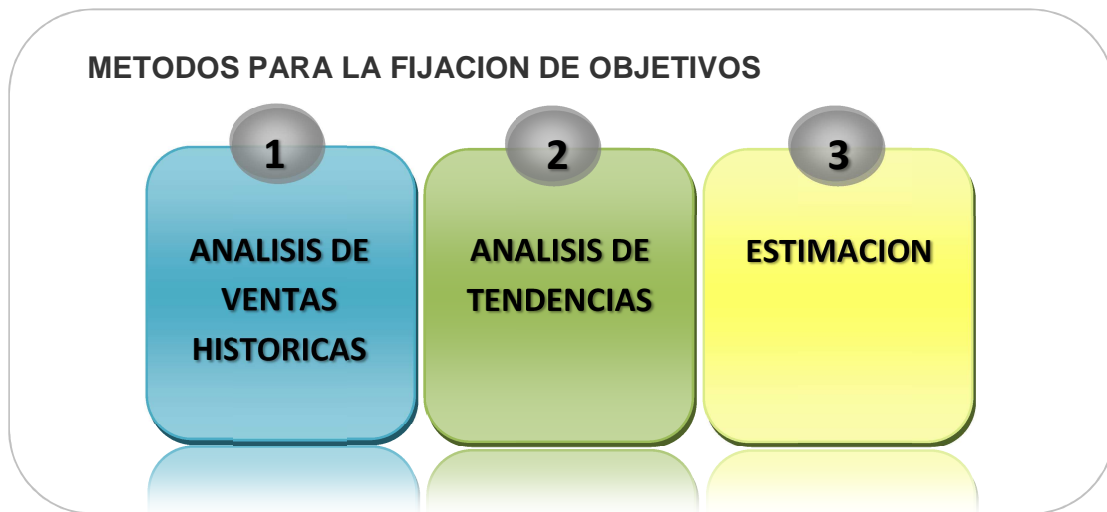 METODOS PARA LA FIJACION DE OBJETIVOS
1
ANALISIS DE
VENTAS
HISTORICAS
2
ANALISIS DE
TENDENCIAS
3
ESTIMACION